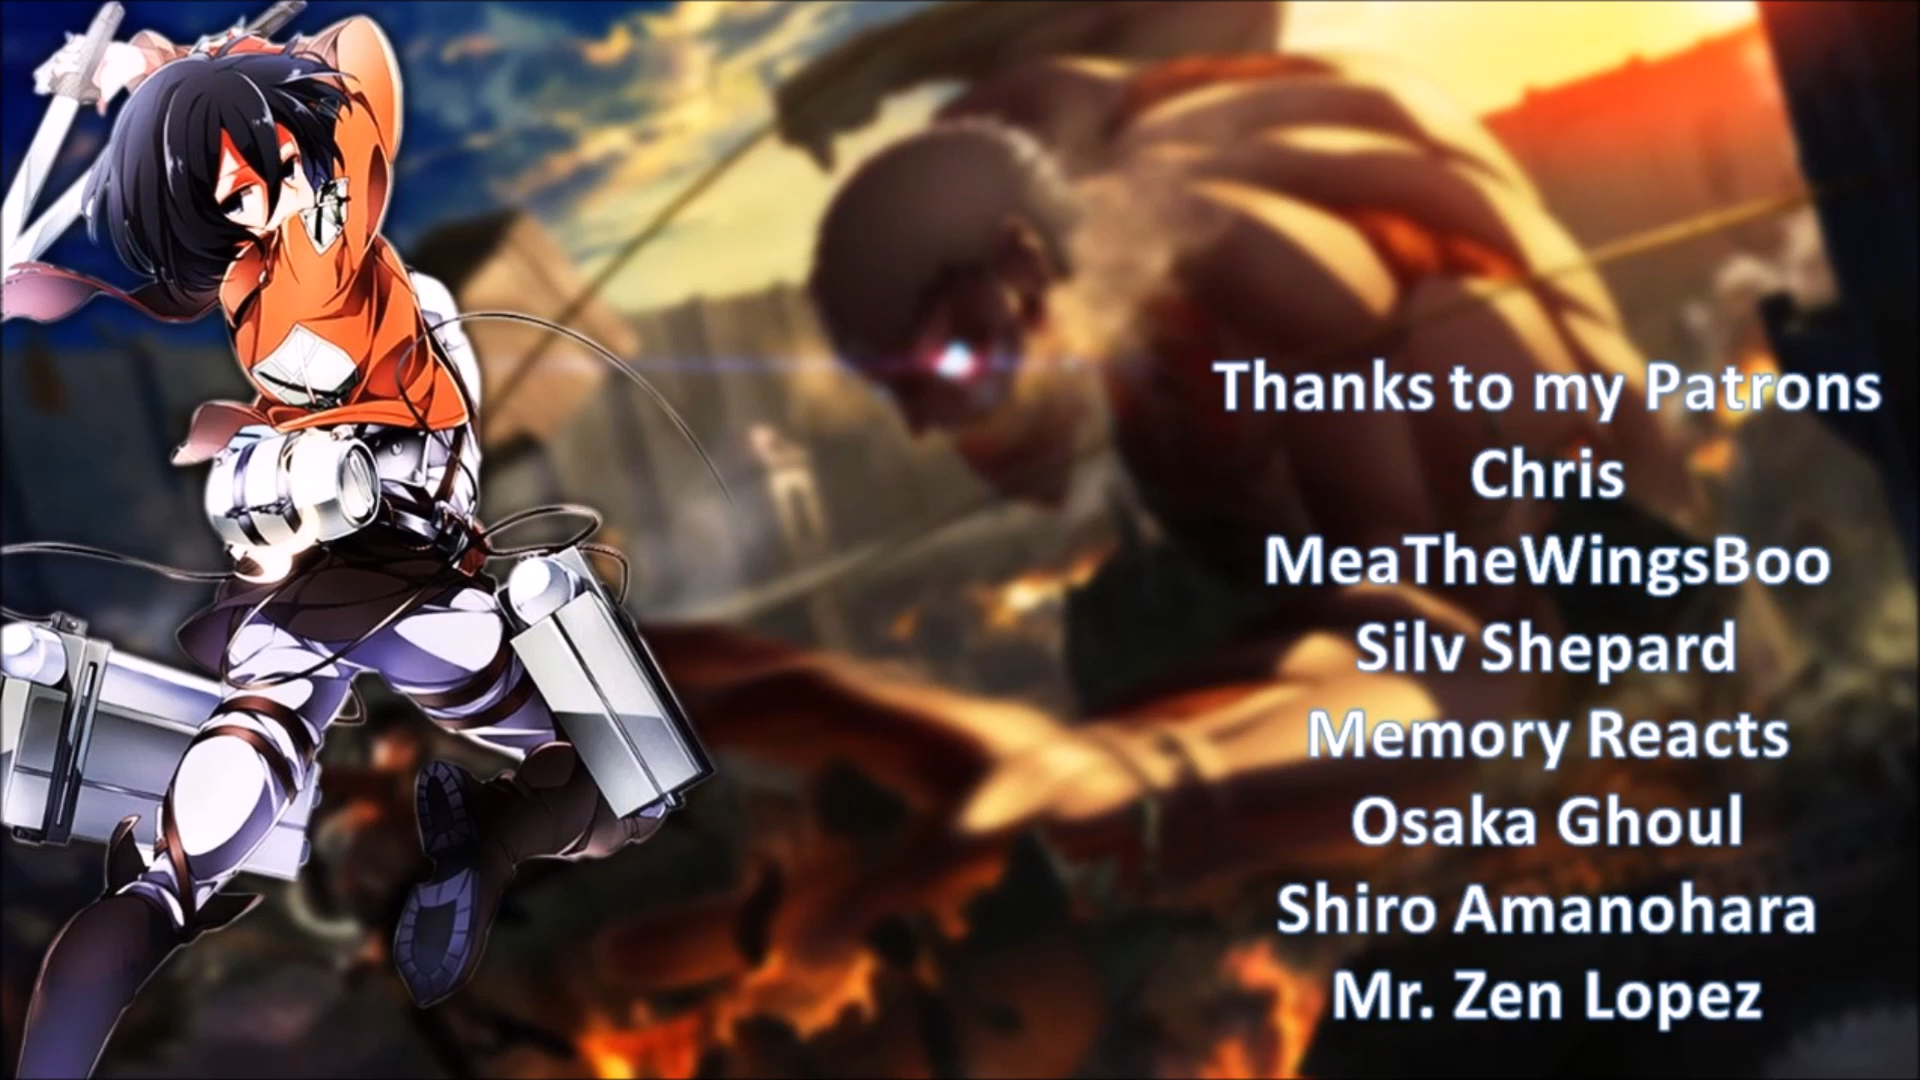 Thanks to my Patrons
Chris
MeaTheWingsBoo
Silv Shepard
Memory Reacts
Osaka Ghoul
Shiro Amanohara
Mr. Zen Lopez